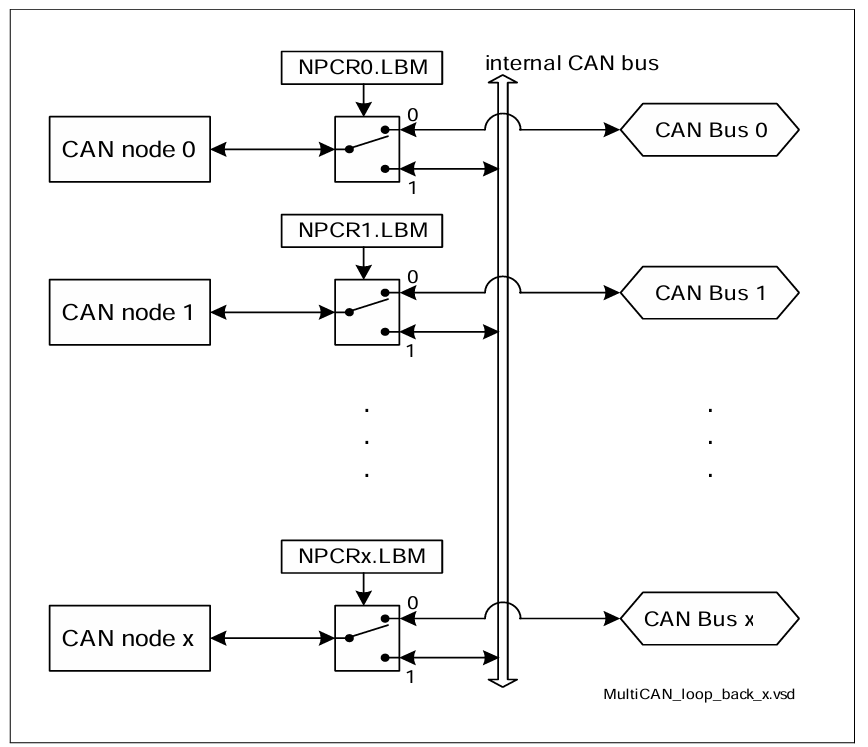 NPCR0.LBM
internal CAN bus
CAN node 0
0
1
CAN Bus 0
NPCR1.LBM
CAN node 1
0
1
CAN Bus 1
.
.
.
.
.
.
NPCRx.LBM
CAN node x
0
1
CAN Bus x
MultiCAN_loop_back_x.vsd